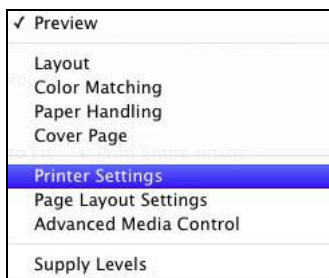 ✓ Preview
Layout
Color Matching
Paper Handling
Cover Page
Printer Settings
Page Layout Settings
Advanced Media Control
Supply Levels